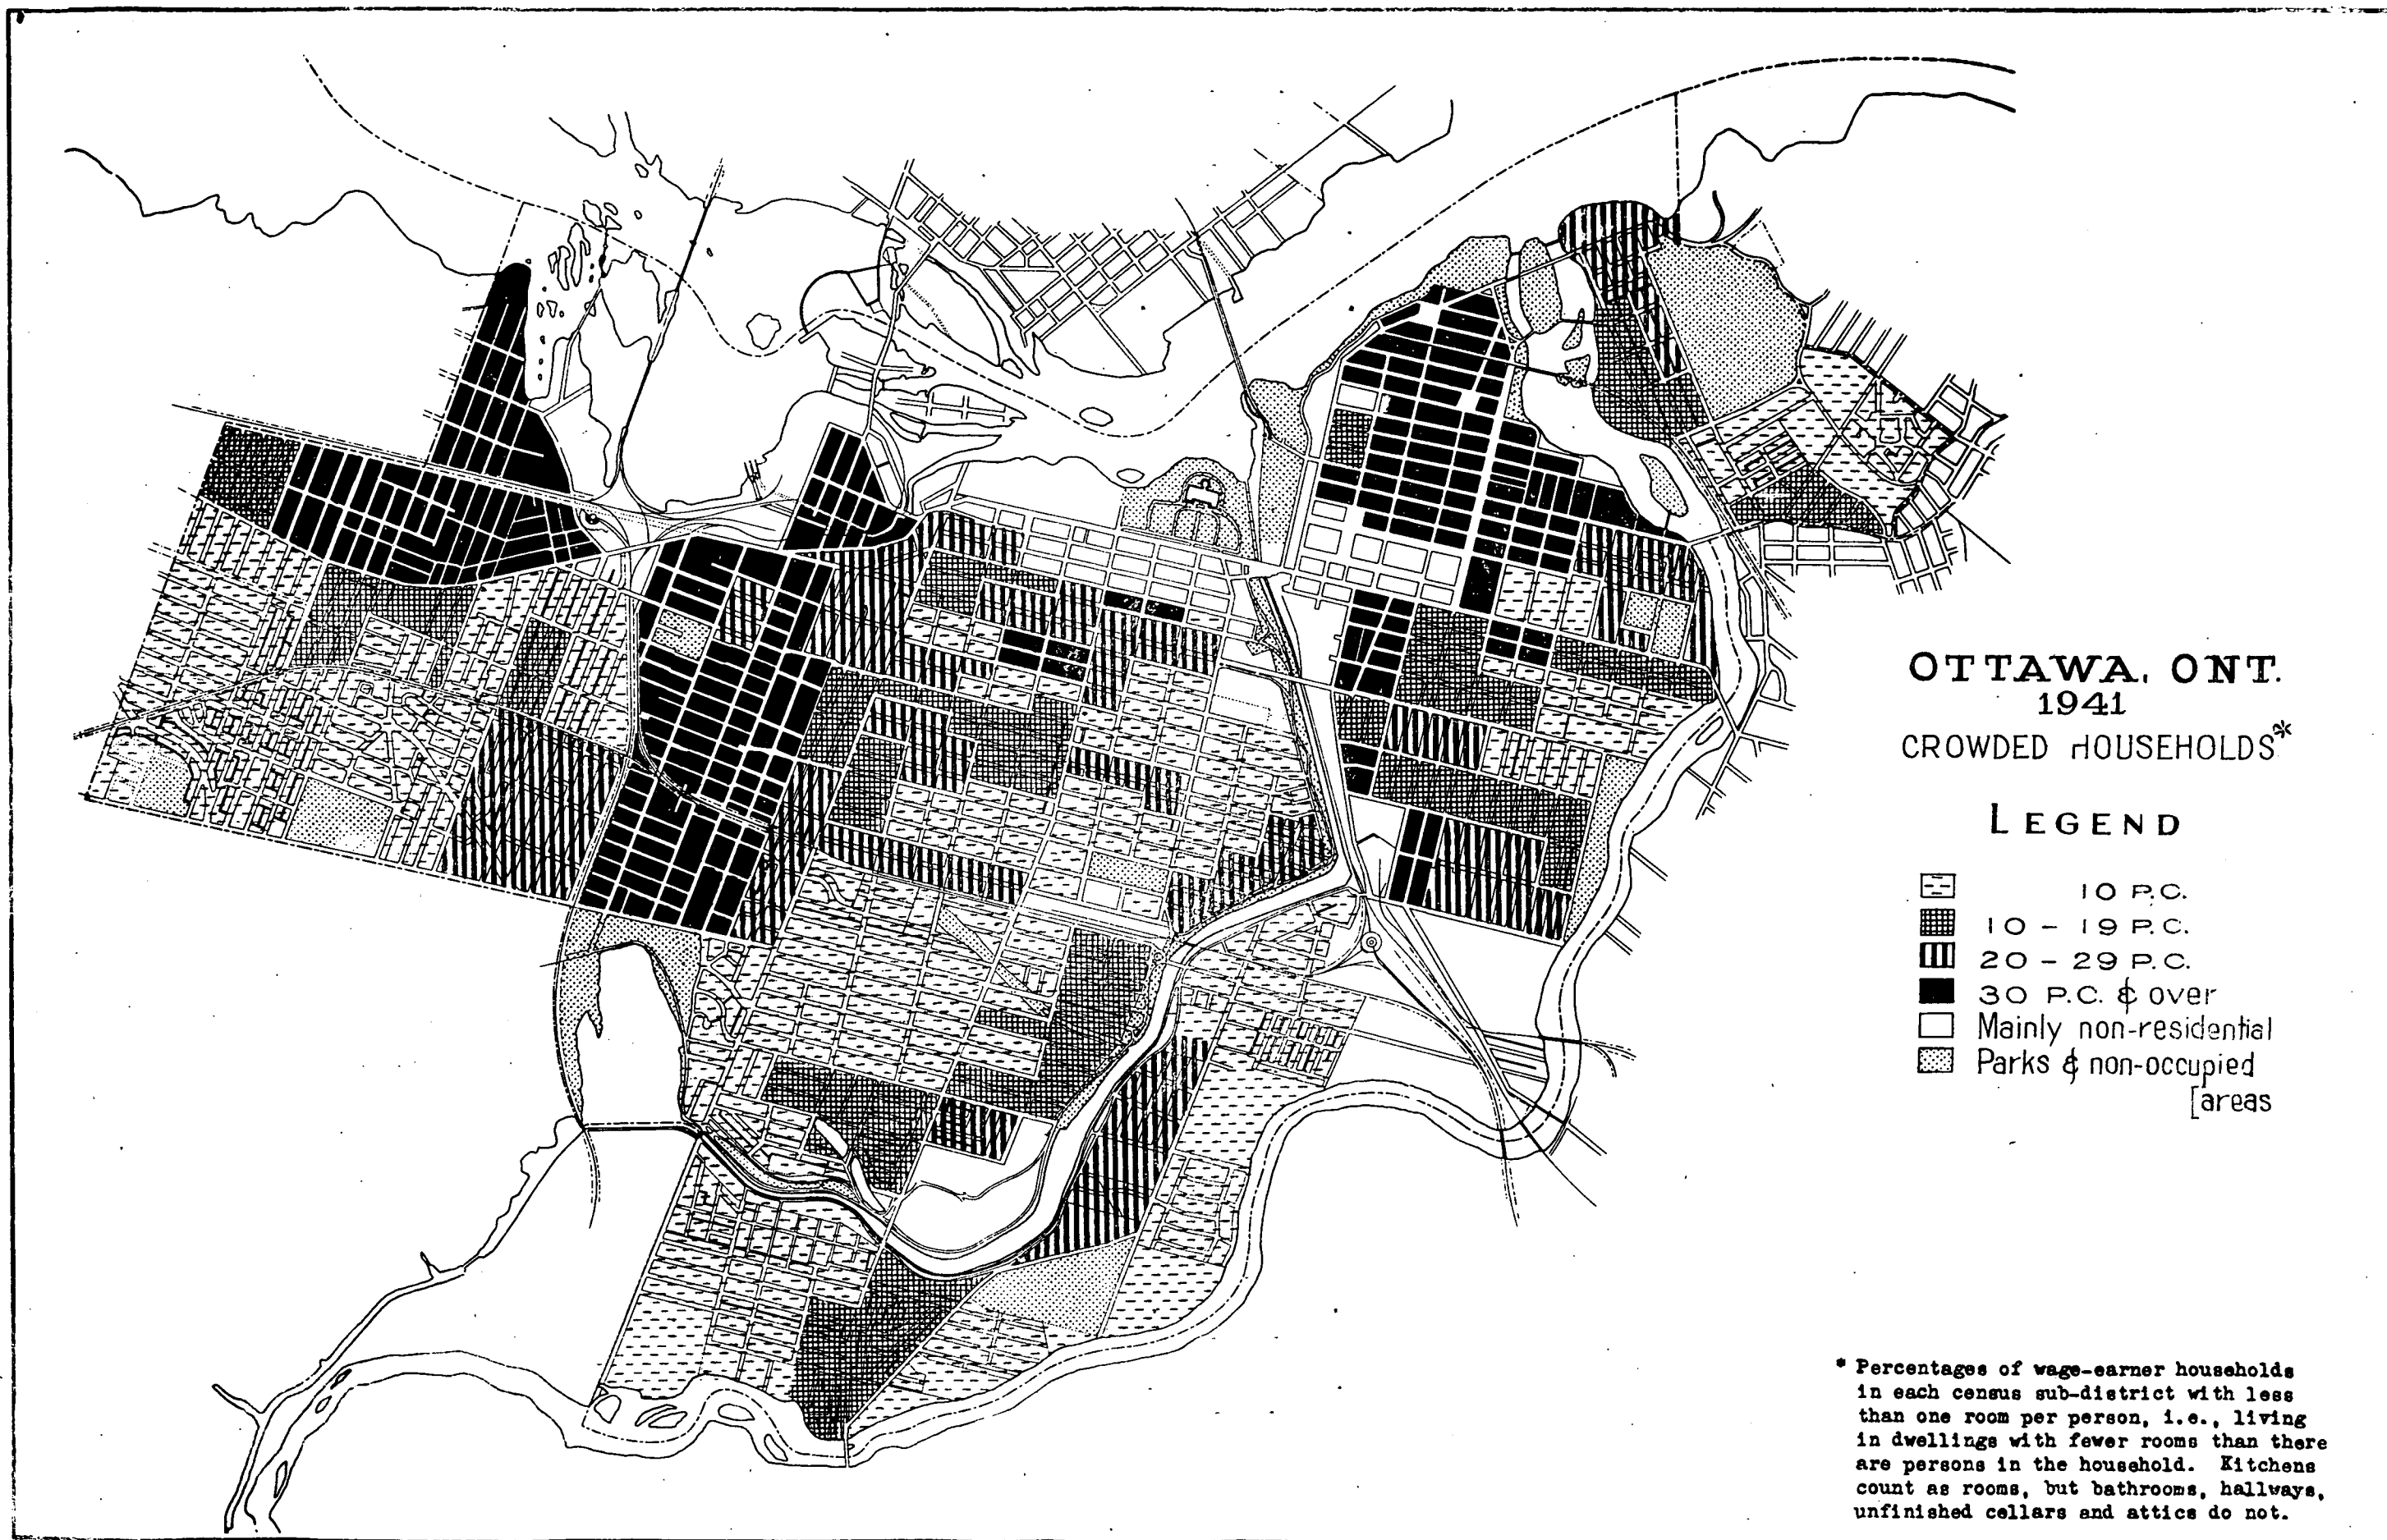 OTTAWA, ONT.
1941
CROWDED HOUSEHOLDS*
LEGEND
10 P.C.
10 - 19 P.C.
20 - 29 P.C.
30 P.C. & over
Mainly non-residential
Parks & non-occupied
[areas
* Percentages of wage-earner households
in each census sub-district with less
than one room per person, i.e., living
in dwellings with fewer rooms than there
are persons in the household. Kitchens
count as rooms, but bathrooms, hallways,
unfinished cellars and attics do not.